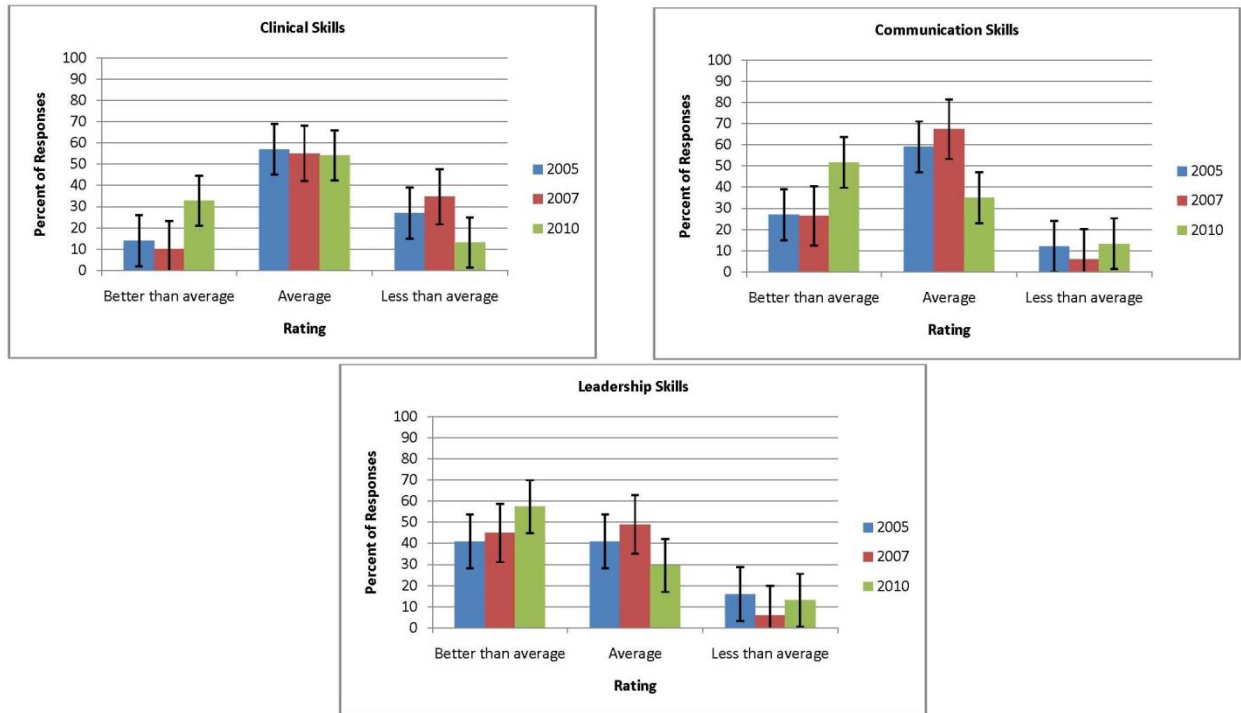 Clinical Skills
Percent of Responses
100
90
80
70
60
50
40
30
20
10
0
Better than average
Average
Less than average
Rating
2005
2007
2010
Communication Skills
Percent of Responses
100
90
80
70
60
50
40
30
20
10
0
Better than average
Average
Less than average
Rating
2005
2007
2010
Leadership Skills
Percent of Responses
100
90
80
70
60
50
40
30
20
10
0
Better than average
Average
Less than average
Rating
2005
2007
2010